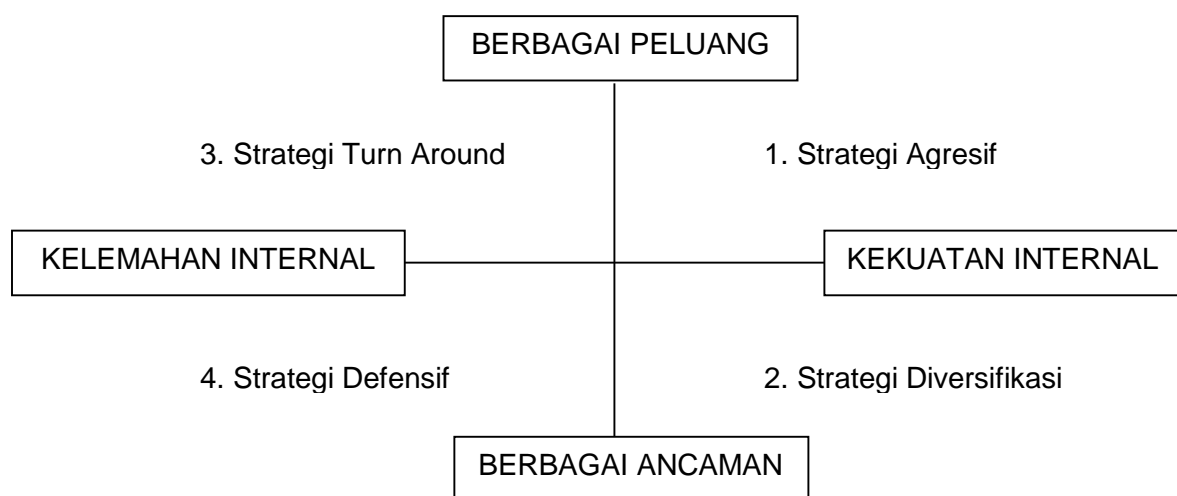 BERBAGAI PELUANG
3. Strategi Turn Around
1. Strategi Agresif
KELEMAHAN INTERNAL
KEKUATAN INTERNAL
4. Strategi Defensif
2. Strategi Diversifikasi
BERBAGAI ANCAMAN